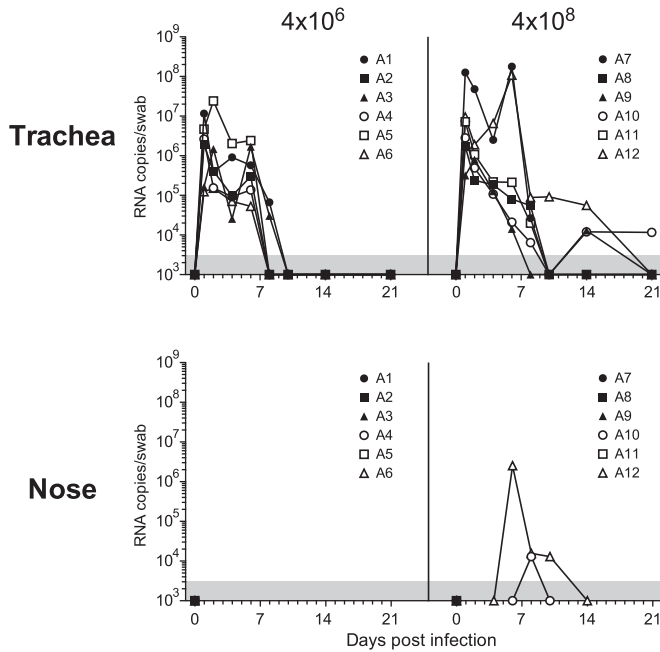 4x10⁶ 4x10⁸
Trachea
RNA copies/swab
10⁹
10⁸
10⁷
10⁶
10⁵
10⁴
10³
A1
A2
A3
A4
A5
A6
A7
A8
A9
A10
A11
A12
0 7 14 21 0 7 14 21
Nose
RNA copies/swab
10⁹
10⁸
10⁷
10⁶
10⁵
10⁴
10³
A1
A2
A3
A4
A5
A6
A7
A8
A9
A10
A11
A12
0 7 14 21 0 7 14 21
Days post infection